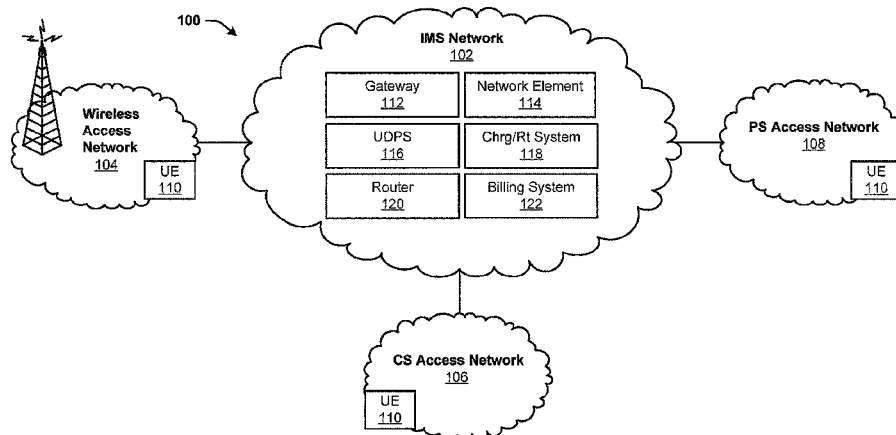 100
IMS Network
102
Gateway
112
Network Element
114
UDPS
116
Chrg/Rt System
118
Router
120
Billing System
122
Wireless
Access
Network
104
UE
110
PS Access Network
108
UE
110
CS Access Network
106
UE
110